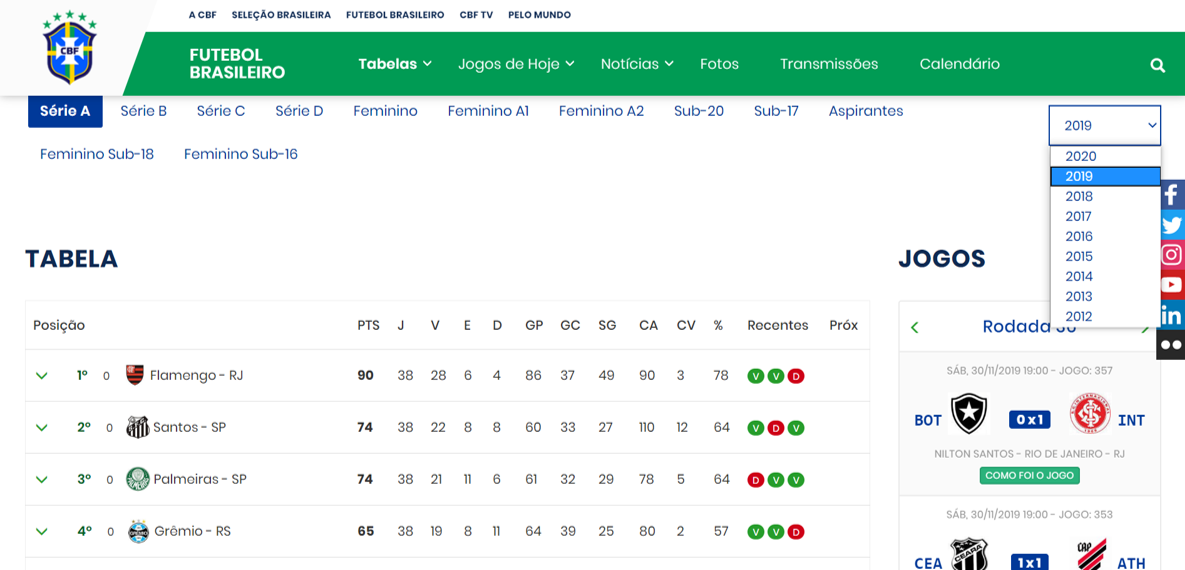 A CBF SELEÇÃO BRASILEIRA FUTEBOL BRASILEIRO CBF TV PELO MUNDO
CBF
FUTEBOL
BRASILEIRO
Tabelas Jogos de Hoje Notícias Fotos Transmissões Calendário
Série A Série B Série C Série D Feminino Feminino A1 Feminino A2 Sub-20 Sub-17 Aspirantes
Feminino Sub-18 Feminino Sub-16
2019
2020
2019
2018
2017
2016
2015
2014
2013
2012
TABELA
Posição PTS J V E D GP GC SG CA CV % Recentes Próx
1º 0 Flamengo - RJ 90 38 28 6 4 86 37 49 90 3 78 V V D
2º 0 Santos - SP 74 38 22 8 8 60 33 27 110 12 64 V D V
3º 0 Palmeiras - SP 74 38 21 11 6 61 32 29 78 5 64 D V V
4º 0 Grêmio - RS 65 38 19 8 11 64 39 25 80 2 57 V V D
JOGOS
Rodada
SÁB, 30/11/2019 19:00 - JOGO: 357
BOT 0 x 1 INT
NILTON SANTOS - RIO DE JANEIRO - RJ
COMO FOI O JOGO
SÁB, 30/11/2019 19:00 - JOGO: 353
CEA 1 x 1 ATH